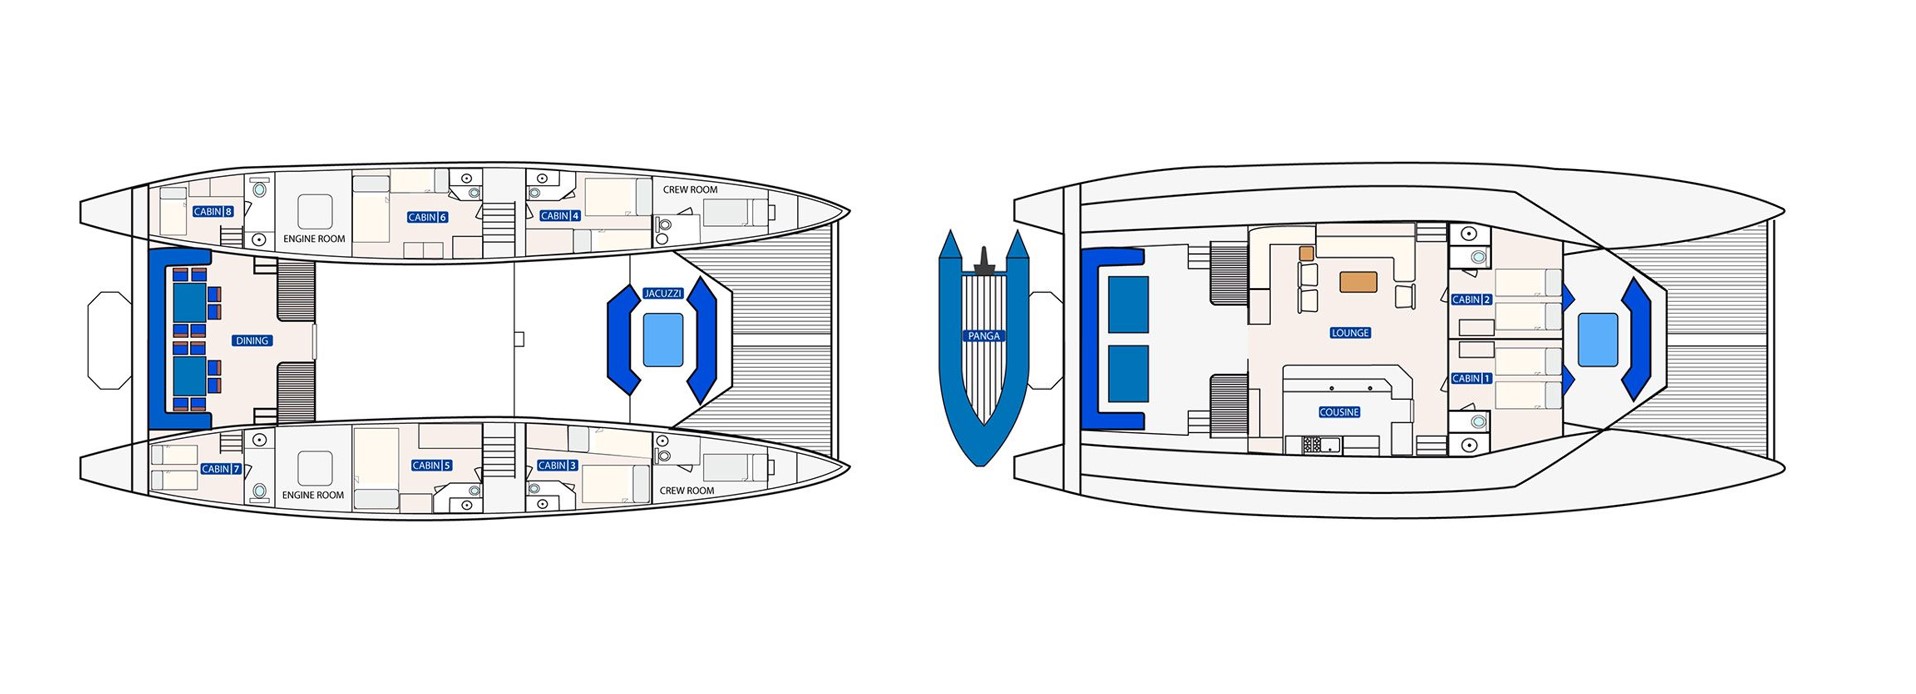 CREW ROOM
CABIN 8
CABIN 6
CABIN 4
ENGINE ROOM
JACUZZI
DINING
CABIN 7
CABIN 5
CABIN 3
ENGINE ROOM
CREW ROOM
PANGA
CABIN 2
LOUNGE
CABIN 1
COUSINE